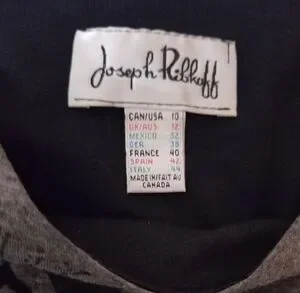 Joseph Ribkoff
CAN/USA 10
UK/AUS 12
MEXICO 32
GER 38
FRANCE 40
SPAIN 42
ITALY 44
MADE IN/FAIT AU
CANADA